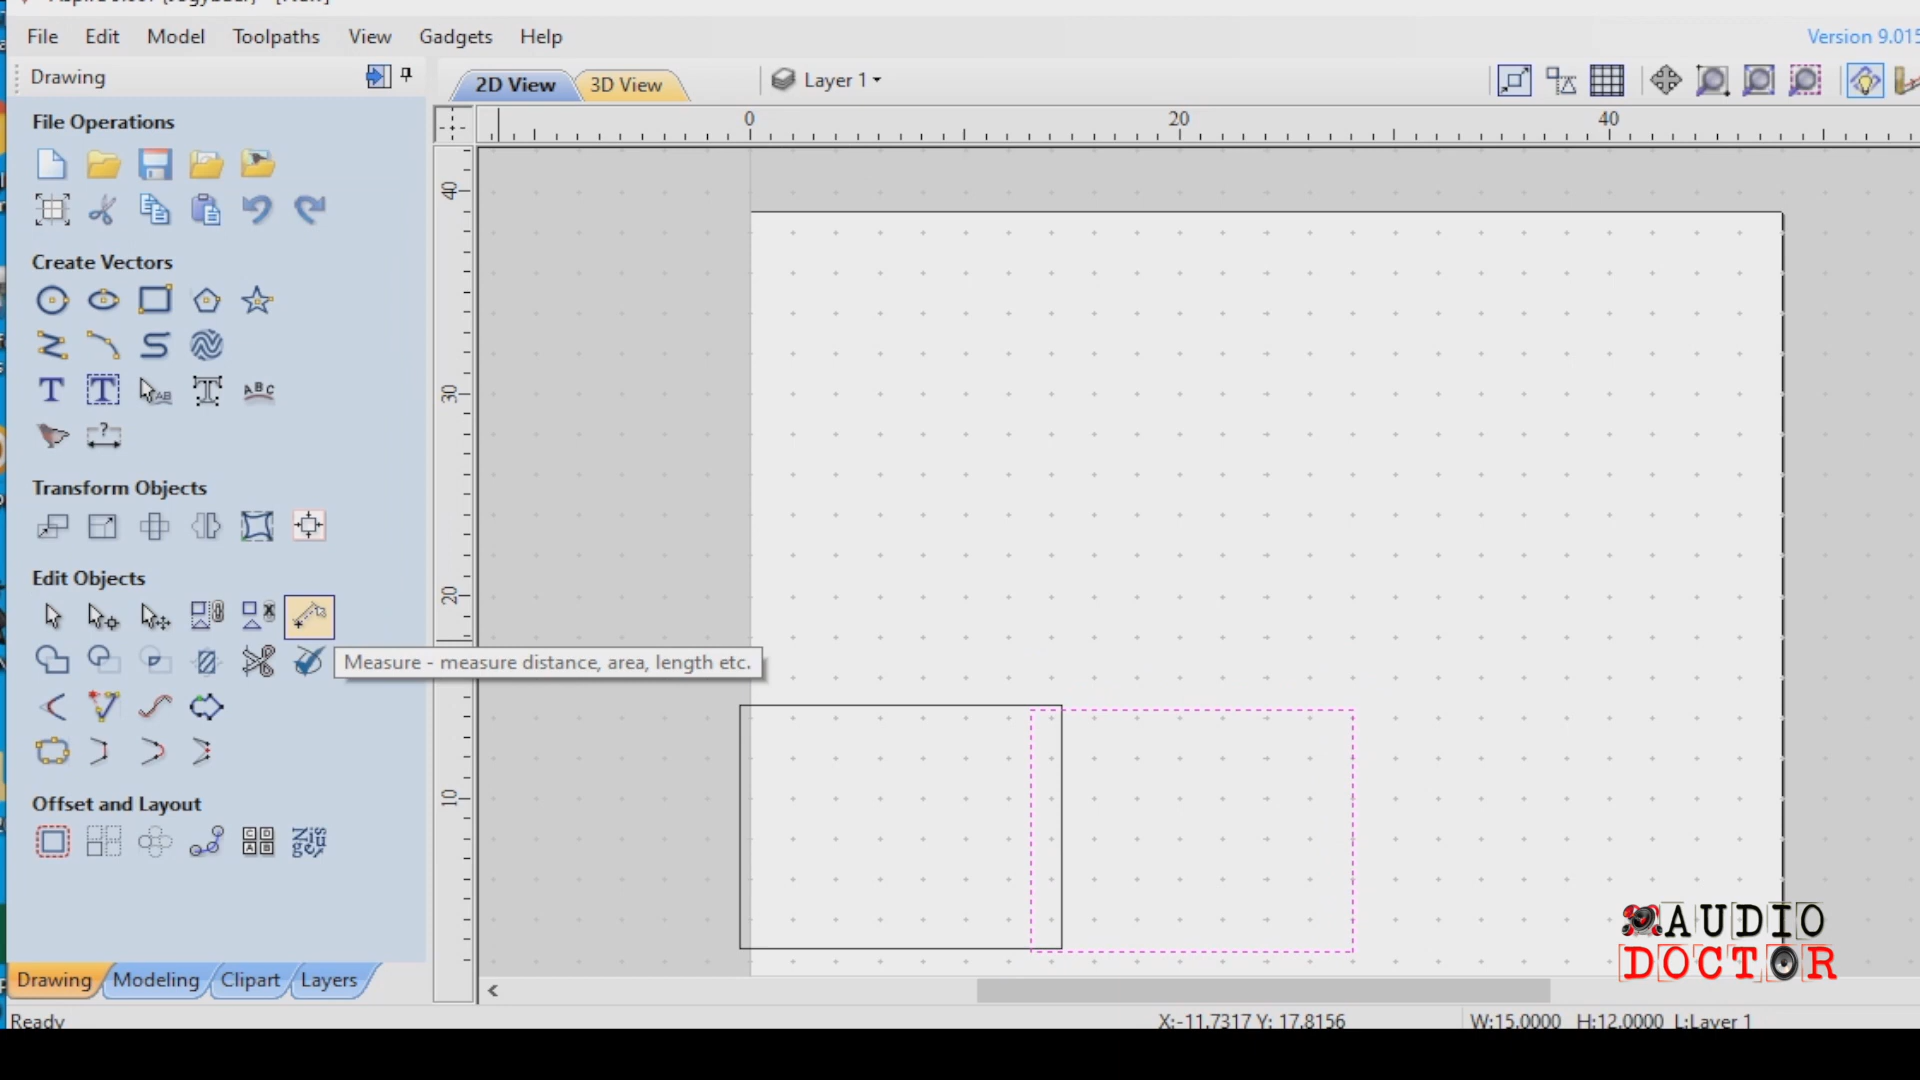 File Edit Model Toolpaths View Gadgets Help
Version 9.015
Drawing
2D View 3D View Layer 1
File Operations
0 20 40
40
Create Vectors
T T AB T ABC
30
?
Transform Objects
Edit Objects
20
Measure - measure distance, area, length etc.
10
Offset and Layout
AUDIO
DOCTOR
Drawing Modeling Clipart Layers
Ready X:-11.7317 Y: 17.8156 W:15.0000 H:12.0000 L:Layer 1